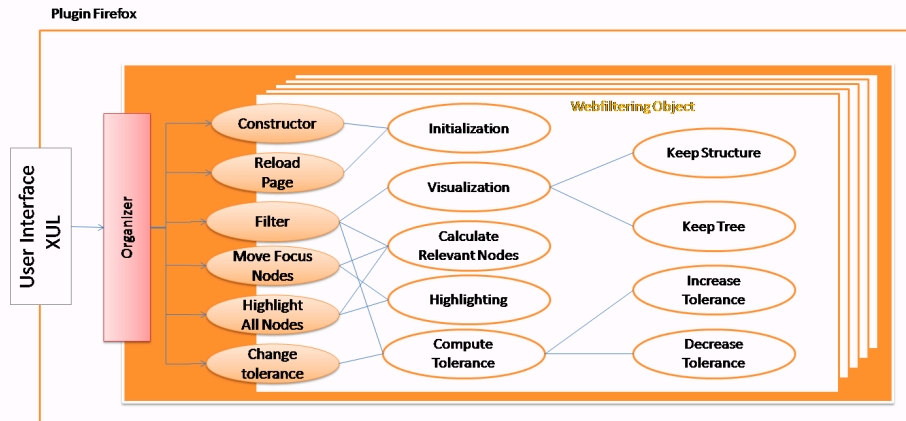 Plugin Firefox
User Interface
XUL
Organizer
Webfiltering Object
Constructor
Reload
Page
Filter
Move Focus
Nodes
Highlight
All Nodes
Change
tolerance
Initialization
Visualization
Calculate
Relevant Nodes
Highlighting
Compute
Tolerance
Keep Structure
Keep Tree
Increase
Tolerance
Decrease
Tolerance